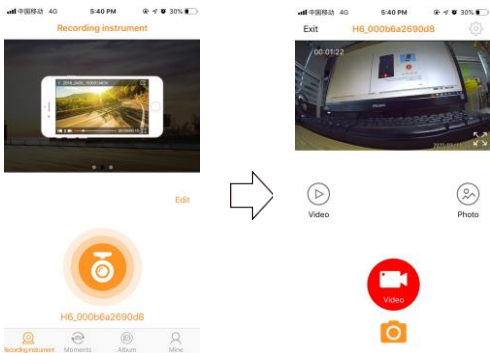 中国移动 4G 5:40 PM 30%
Recording instrument
Edit
H6_000b6a2690d8
Recording instrument Moments Album Mine
中国移动 4G 5:40 PM 30%
Exit H6_000b6a2690d8
00:01:22
Video Photo
Video